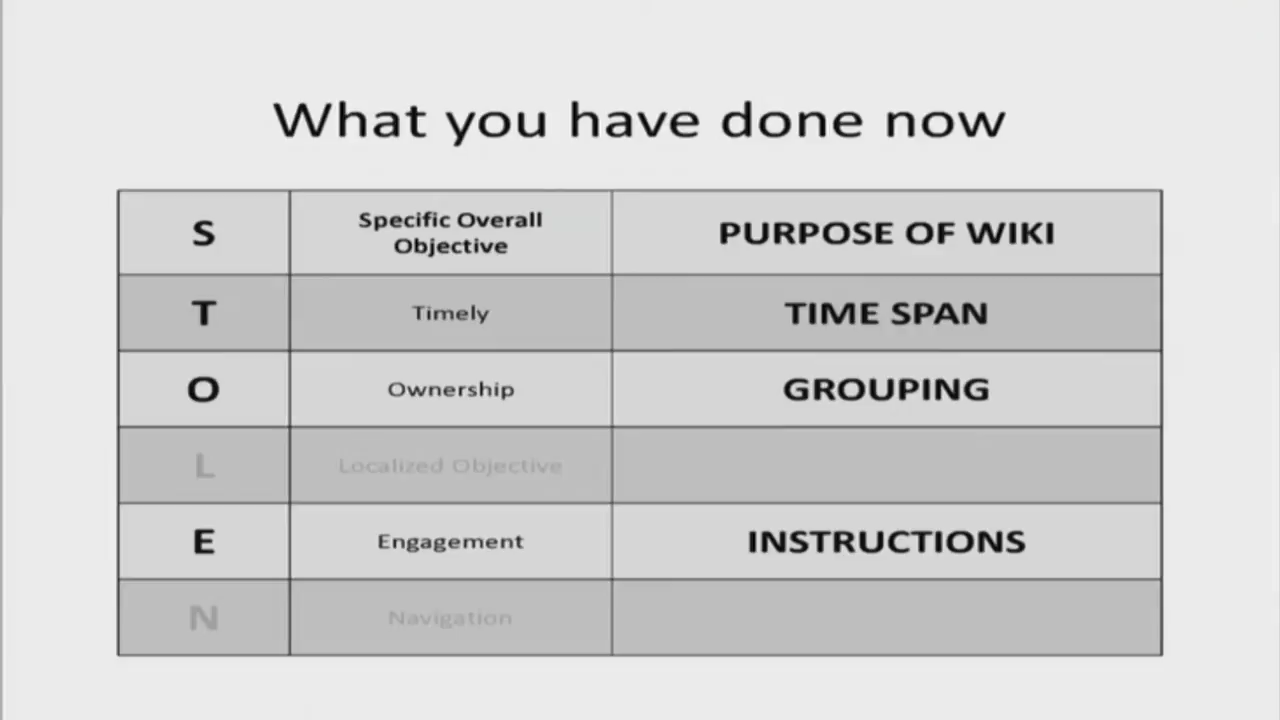 What you have done now
S Specific Overall Objective PURPOSE OF WIKI
T Timely TIME SPAN
O Ownership GROUPING
L Localized Objective
E Engagement INSTRUCTIONS
N Navigation